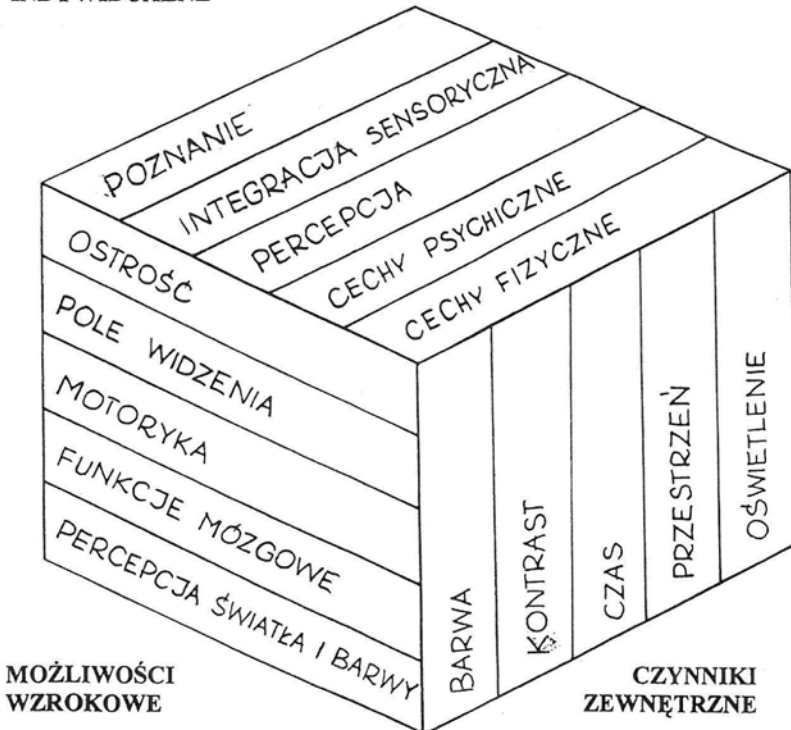 POZNANIE
INTEGRACJA SENSORYCZNA
PERCEPCJA
CECHY PSYCHICZNE
CECHY FIZYCZNE
OSTROŚĆ
POLE WIDZENIA
MOTORYKA
FUNKCJE MÓZGOWE
PERCEPCJA ŚWIATŁA I BARWY
BARWA
KONTRAST
CZAS
PRZESTRZEŃ
OŚWIETLENIE
MOŻLIWOŚCI
WZROKOWE
CZYNNIKI
ZEWNĘTRZNE